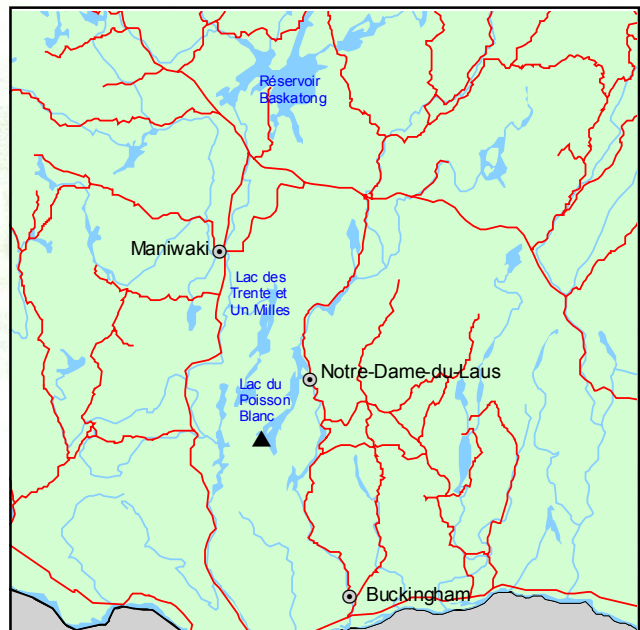 Réservoir
Baskatong
Maniwaki
Lac des
Trente et
Un Milles
Notre-Dame-du-Laus
Lac du
Poisson
Blanc
Buckingham